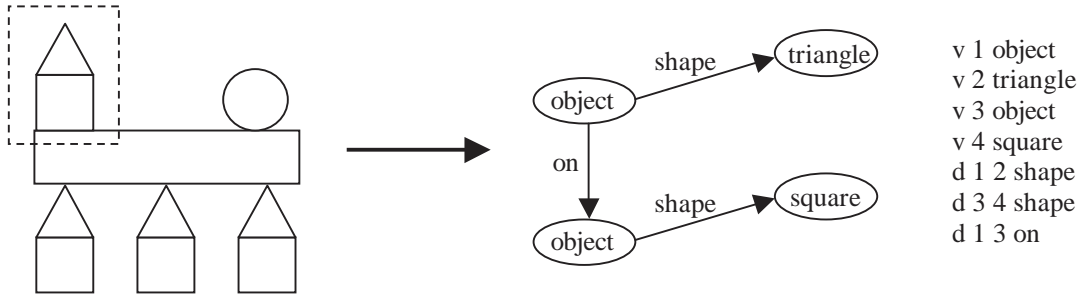 shape
triangle
object
on
shape
square
object
v 1 object
v 2 triangle
v 3 object
v 4 square
d 1 2 shape
d 3 4 shape
d 1 3 on